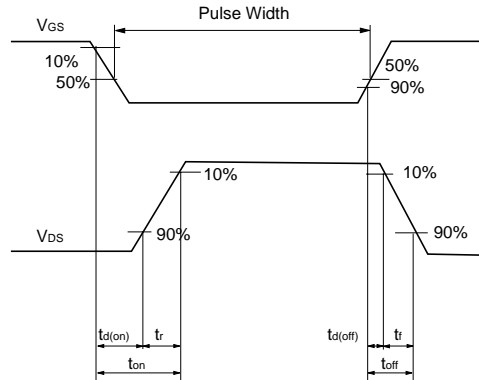 Pulse Width
VGS
10%
50%
50%
90%
10%
10%
VDS
90%
90%
td(on)
tr
td(off)
tf
ton
toff